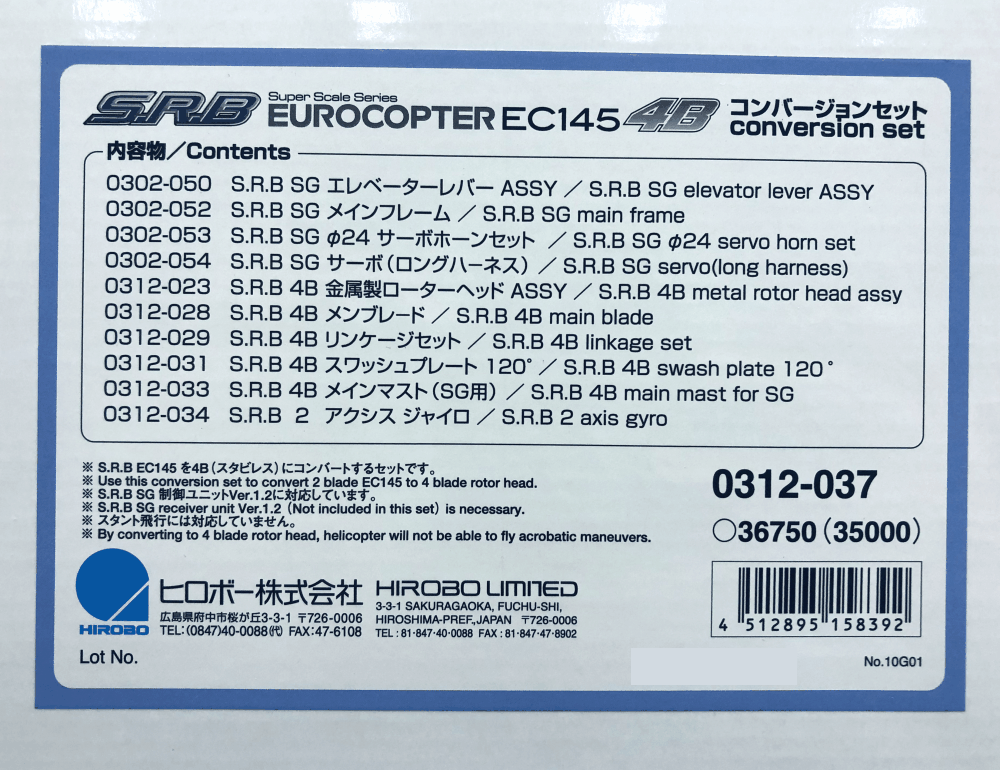 S.R.B Super Scale Series EUROCOPTER EC145 4B コンバージョンセット
conversion set
内容物／Contents
0302-050 S.R.B SG エレベーターレバー ASSY ／ S.R.B SG elevator lever ASSY
0302-052 S.R.B SG メインフレーム ／ S.R.B SG main frame
0302-053 S.R.B SG φ24 サーボホーンセット ／ S.R.B SG φ24 servo horn set
0302-054 S.R.B SG サーボ（ロングハーネス） ／ S.R.B SG servo(long harness)
0312-023 S.R.B 4B 金属製ローターヘッド ASSY ／ S.R.B 4B metal rotor head assy
0312-028 S.R.B 4B メンブレード ／ S.R.B 4B main blade
0312-029 S.R.B 4B リンケージセット ／ S.R.B 4B linkage set
0312-031 S.R.B 4B スワッシュプレート 120° ／ S.R.B 4B swash plate 120°
0312-033 S.R.B 4B メインマスト（SG用） ／ S.R.B 4B main mast for SG
0312-034 S.R.B 2 アクシス ジャイロ ／ S.R.B 2 axis gyro
※ S.R.B EC145 を4B（スタビレス）にコンバートするセットです。
※ Use this conversion set to convert 2 blade EC145 to 4 blade rotor head.
※ S.R.B SG 制御ユニットVer.1.2に対応しています。
※ S.R.B SG receiver unit Ver.1.2 (Not included in this set) is necessary.
※ スタント飛行には対応していません。
※ By converting to 4 blade rotor head, helicopter will not be able to fly acrobatic maneuvers.
0312-037
○36750（35000）
HIROBO
ヒロボー株式会社
広島県府中市桜が丘3-3-1 〒726-0006
TEL:(0847)40-0088(代) FAX:47-6108
HIROBO LIMITED
3-3-1 SAKURAGAOKA, FUCHU-SHI,
HIROSHIMA-PREF.,JAPAN 〒726-0006
TEL : 81-847-40-0088 FAX : 81-847-47-8902
4 512895 158392
Lot No.
No.10G01